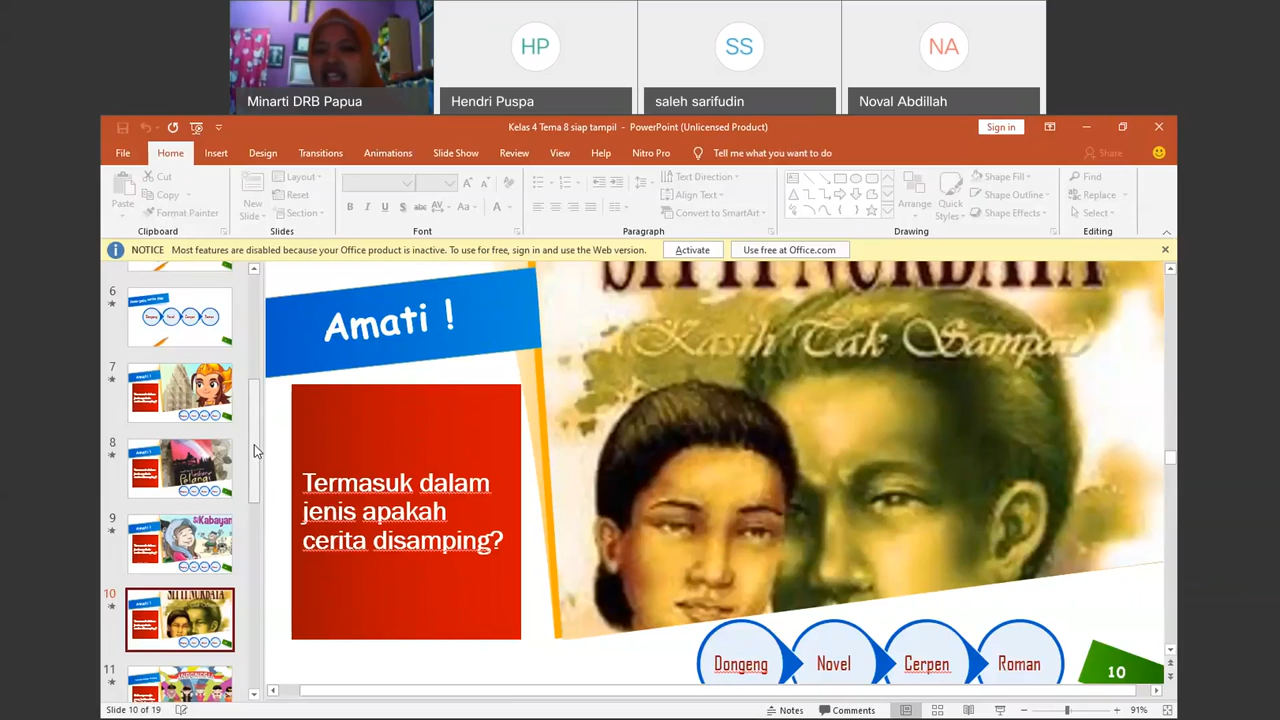 HP
SS
NA
Minarti DRB Papua
Hendri Puspa
saleh sarifudin
Noval Abdillah
Kelas 4 Tema 8 siap tampil - PowerPoint (Unlicensed Product)
Sign in
File Home Insert Design Transitions Animations Slide Show Review View Help Nitro Pro Tell me what you want to do
Share
Paste
Cut
Copy
Format Painter
Clipboard
New Slide
Layout
Reset
Section
Slides
Font
Text Direction
Align Text
Convert to SmartArt
Paragraph
Arrange
Quick Styles
Shape Fill
Shape Outline
Shape Effects
Drawing
Find
Replace
Select
Editing
NOTICE Most features are disabled because your Office product is inactive. To use for free, sign in and use the Web version.
Activate
Use free at Office.com
6
7
8
9
10
11
Kabayan
Amati !
Kasih Tak Sampai
Termasuk dalam
jenis apakah
cerita disamping?
Dongeng
Novel
Cerpen
Roman
10
Slide 10 of 19
Notes
Comments
91%